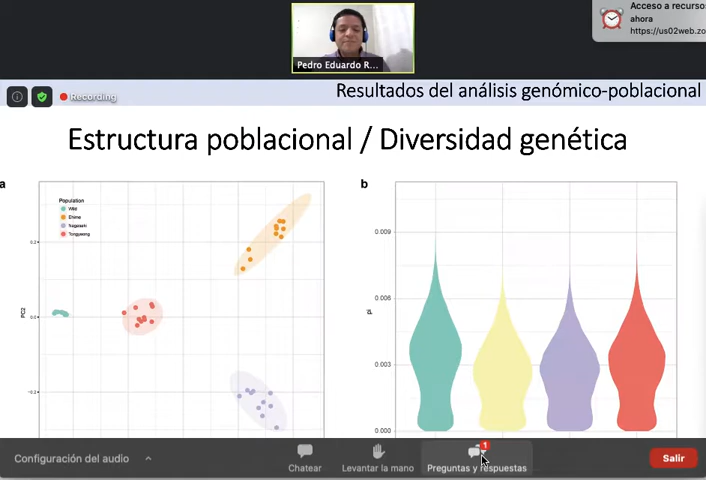 Acceso a recurso
ahora
https://us02web.zo
Pedro Eduardo R...
Recording
Resultados del análisis genómico-poblacional
Estructura poblacional / Diversidad genética
a
Population
Wild
Ehime
Nagasaki
Tongyeong
0.2
0.0
-0.2
PC2
b
0.009
0.006
0.003
0.000
pi
Configuración del audio
Chatear
Levantar la mano
1
Preguntas y respuestas
Salir